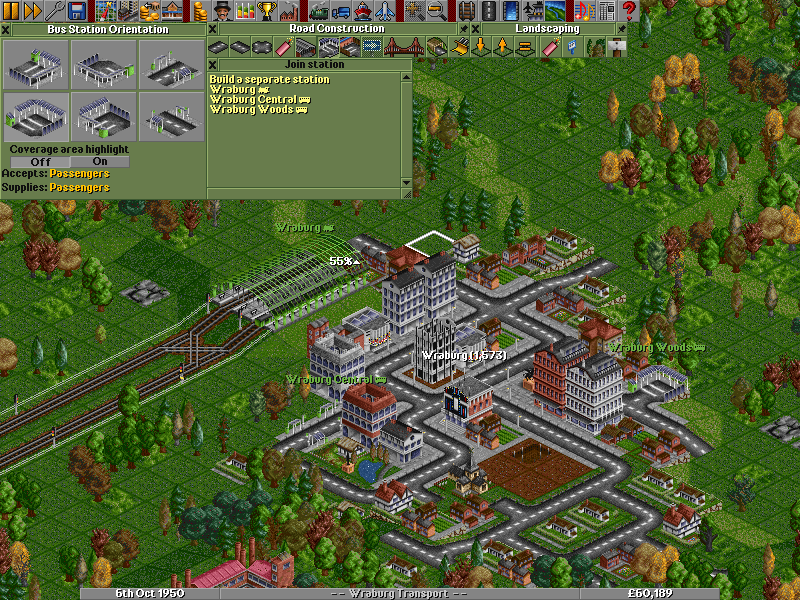 Bus Station Orientation
Road Construction
Landscaping
Join station
Build a separate station
Wraburg
Wraburg Central
Wraburg Woods
Coverage area highlight
Off
On
Accepts: Passengers
Supplies: Passengers
Wraburg
55%
Wraburg (1,573)
Wraburg Woods
Wraburg Central
6th Oct 1950
-- Wraburg Transport --
£60,189